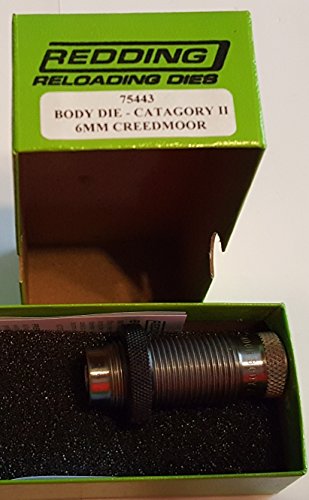 REDDING
RELOADING DIES
75443
BODY DIE - CATAGORY II
6MM CREEDMOOR